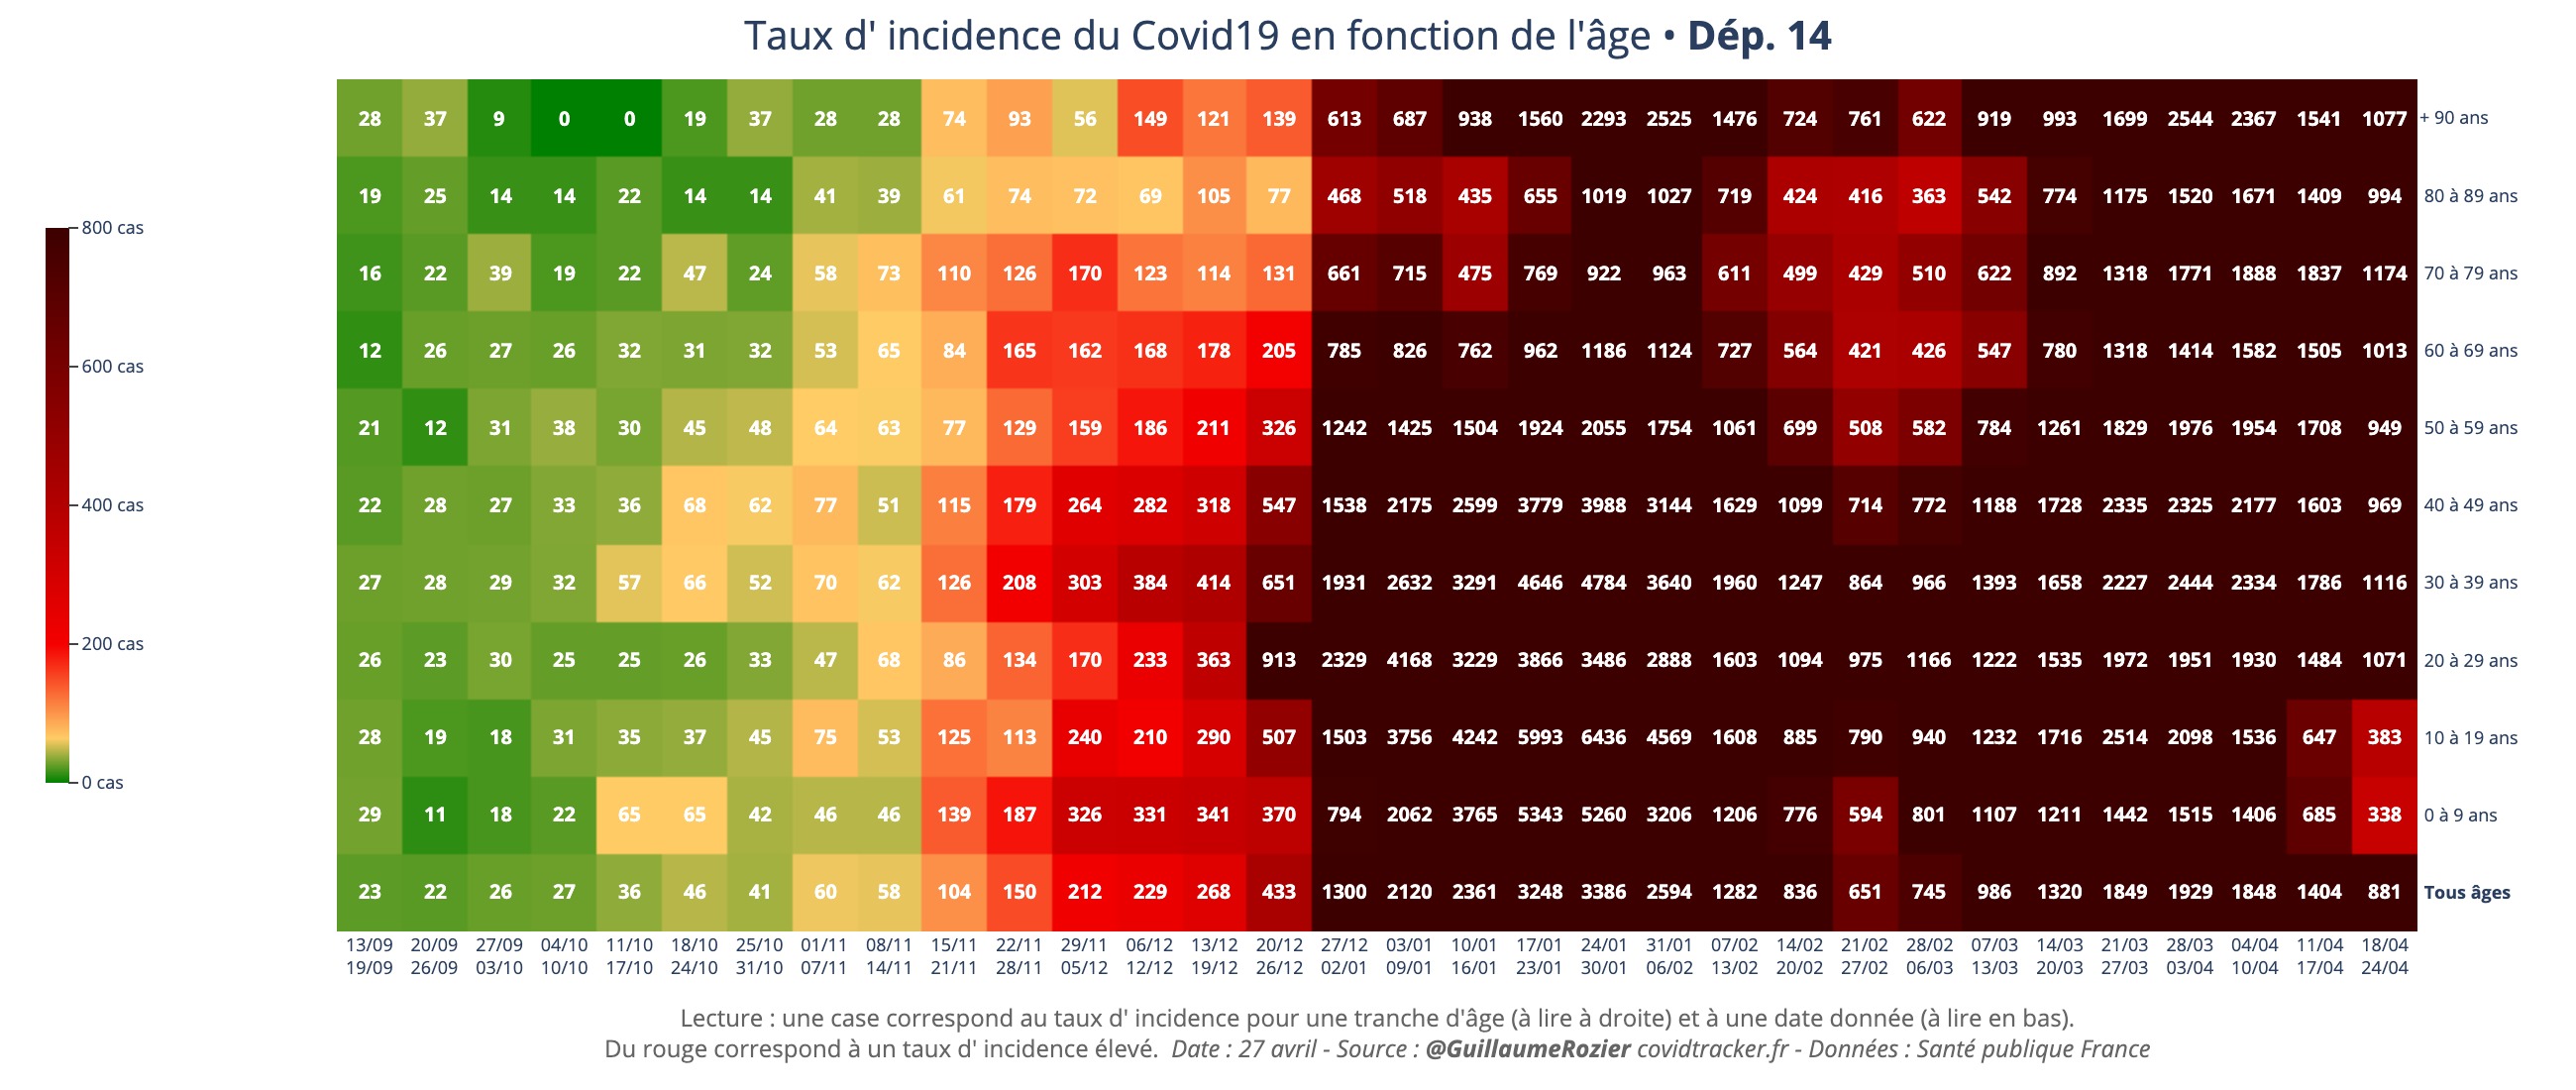 Taux d' incidence du Covid19 en fonction de l'âge • Dép. 14
28 37 9 0 0 19 37 28 28 74 93 56 149 121 139 613 687 938 1560 2293 2525 1476 724 761 622 919 993 1699 2544 2367 1541 1077 + 90 ans
19 25 14 14 22 14 14 41 39 61 74 72 69 105 77 468 518 435 655 1019 1027 719 424 416 363 542 774 1175 1520 1671 1409 994 80 à 89 ans
800 cas
16 22 39 19 22 47 24 58 73 110 126 170 123 114 131 661 715 475 769 922 963 611 499 429 510 622 892 1318 1771 1888 1837 1174 70 à 79 ans
12 26 27 26 32 31 32 53 65 84 165 162 168 178 205 785 826 762 962 1186 1124 727 564 421 426 547 780 1318 1414 1582 1505 1013 60 à 69 ans
600 cas
21 12 31 38 30 45 48 64 63 77 129 159 186 211 326 1242 1425 1504 1924 2055 1754 1061 699 508 582 784 1261 1829 1976 1954 1708 949 50 à 59 ans
22 28 27 33 36 68 62 77 51 115 179 264 282 318 547 1538 2175 2599 3779 3988 3144 1629 1099 714 772 1188 1728 2335 2325 2177 1603 969 40 à 49 ans
400 cas
27 28 29 32 57 66 52 70 62 126 208 303 384 414 651 1931 2632 3291 4646 4784 3640 1960 1247 864 966 1393 1658 2227 2444 2334 1786 1116 30 à 39 ans
200 cas
26 23 30 25 25 26 33 47 68 86 134 170 233 363 913 2329 4168 3229 3866 3486 2888 1603 1094 975 1166 1222 1535 1972 1951 1930 1484 1071 20 à 29 ans
28 19 18 31 35 37 45 75 53 125 113 240 210 290 507 1503 3756 4242 5993 6436 4569 1608 885 790 940 1232 1716 2514 2098 1536 647 383 10 à 19 ans
0 cas
29 11 18 22 65 65 42 46 46 139 187 326 331 341 370 794 2062 3765 5343 5260 3206 1206 776 594 801 1107 1211 1442 1515 1406 685 338 0 à 9 ans
23 22 26 27 36 46 41 60 58 104 150 212 229 268 433 1300 2120 2361 3248 3386 2594 1282 836 651 745 986 1320 1849 1929 1848 1404 881 Tous âges
13/09 20/09 27/09 04/10 11/10 18/10 25/10 01/11 08/11 15/11 22/11 29/11 06/12 13/12 20/12 27/12 03/01 10/01 17/01 24/01 31/01 07/02 14/02 21/02 28/02 07/03 14/03 21/03 28/03 04/04 11/04 18/04
19/09 26/09 03/10 10/10 17/10 24/10 31/10 07/11 14/11 21/11 28/11 05/12 12/12 19/12 26/12 02/01 09/01 16/01 23/01 30/01 06/02 13/02 20/02 27/02 06/03 13/03 20/03 27/03 03/04 10/04 17/04 24/04
Lecture : une case correspond au taux d' incidence pour une tranche d'âge (à lire à droite) et à une date donnée (à lire en bas).
Du rouge correspond à un taux d' incidence élevé. Date : 27 avril - Source : @GuillaumeRozier covidtracker.fr - Données : Santé publique France